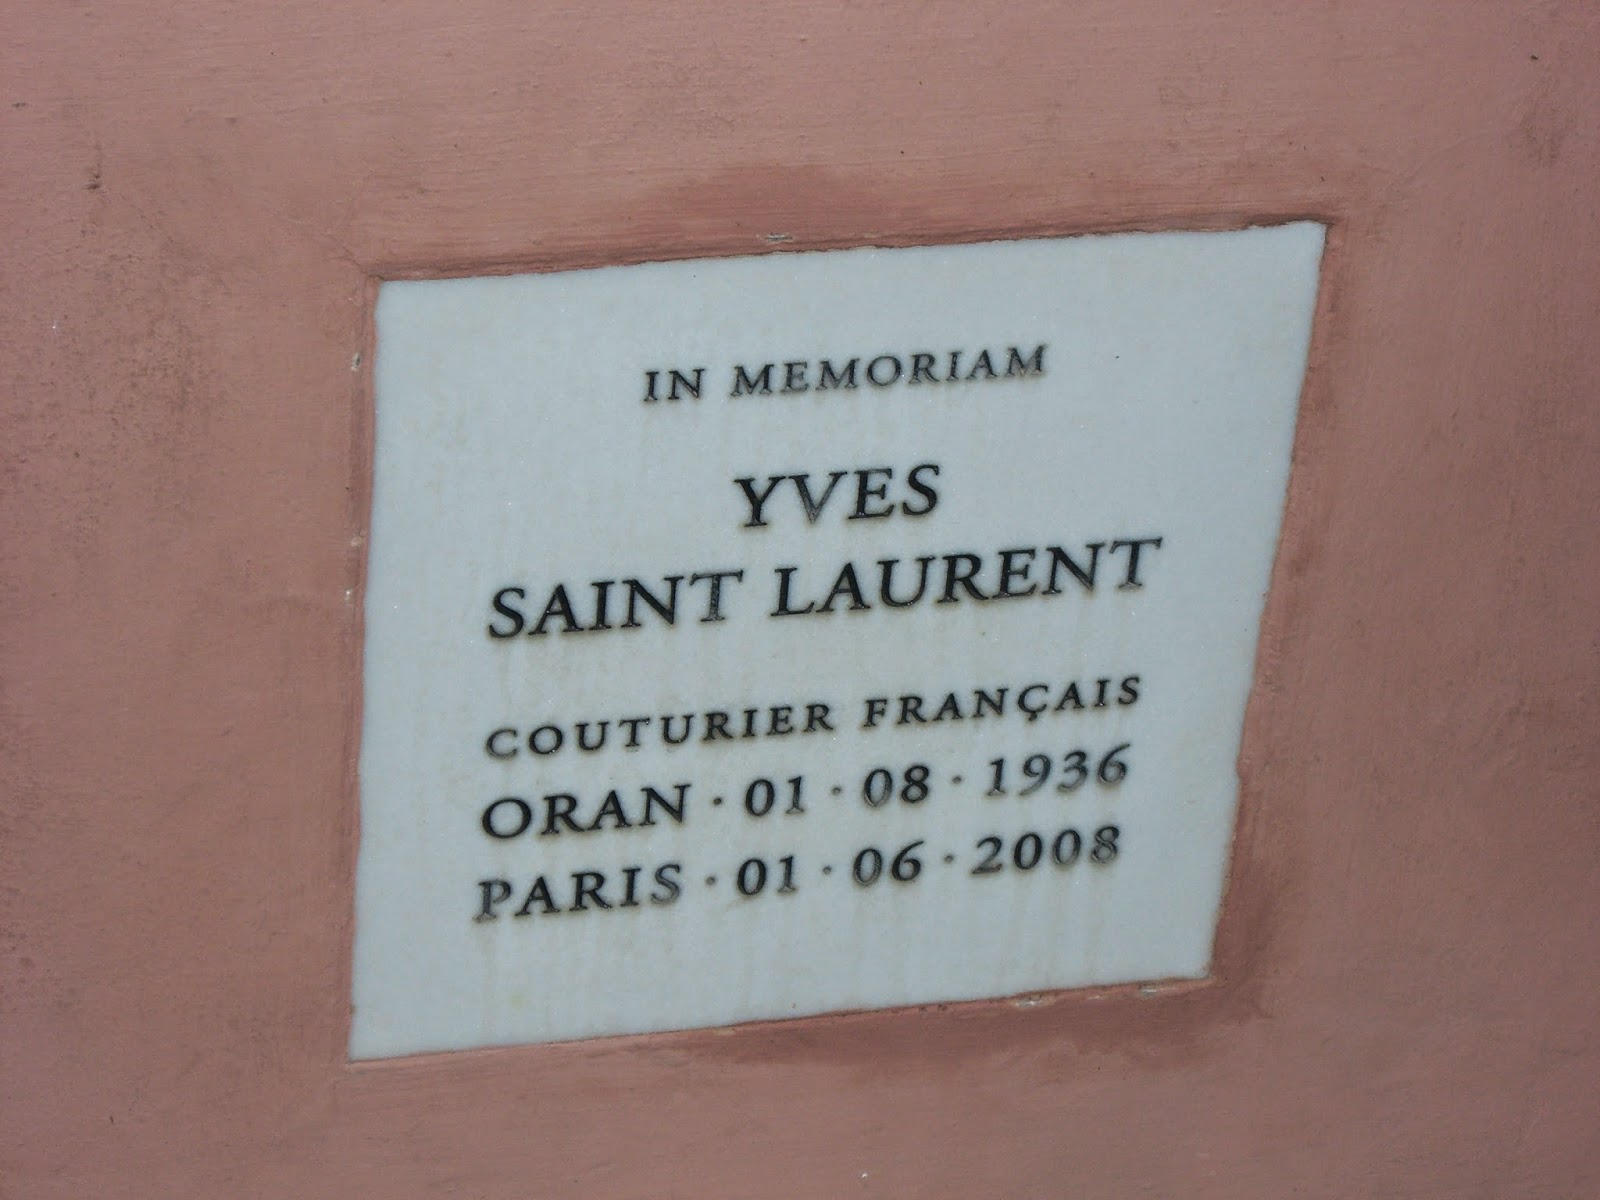 IN MEMORIAM
YVES
SAINT LAURENT
COUTURIER FRANÇAIS
ORAN · 01 · 08 · 1936
PARIS · 01 · 06 · 2008